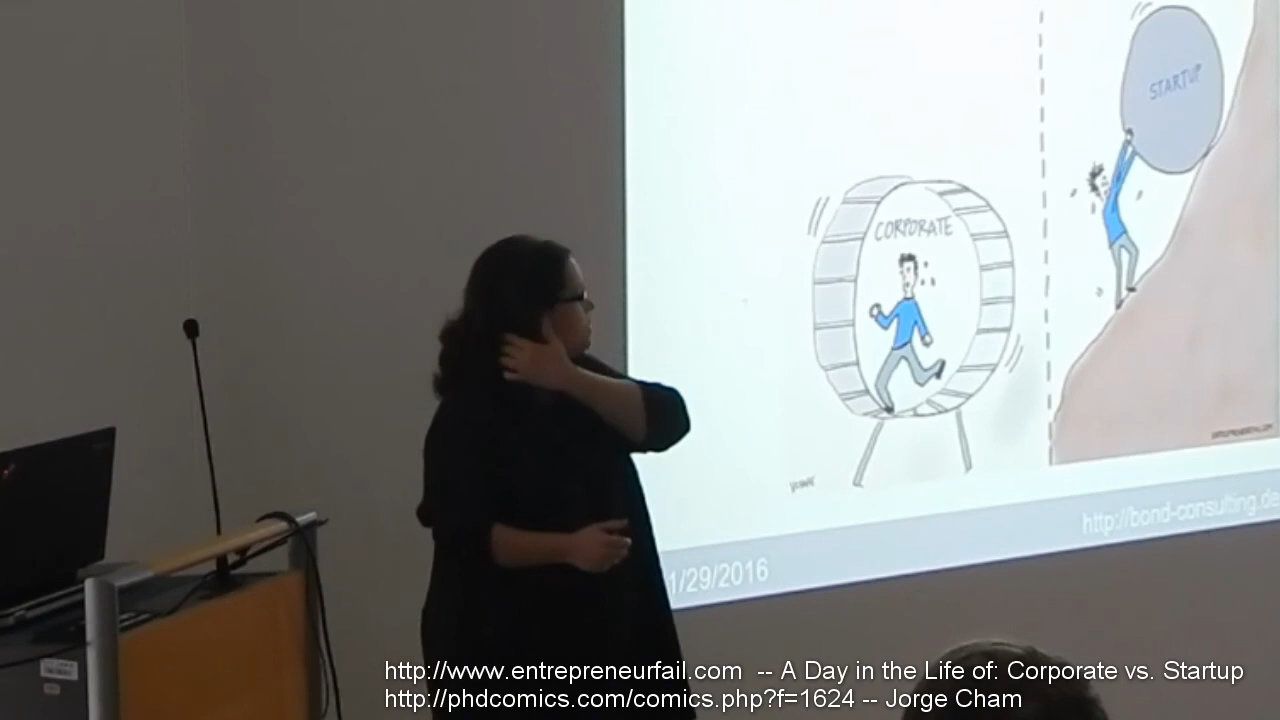 STARTUP
CORPORATE
http://bond-consulting.de
1/29/2016
http://www.entrepreneurfail.com -- A Day in the Life of: Corporate vs. Startup
http://phdcomics.com/comics.php?f=1624 -- Jorge Cham